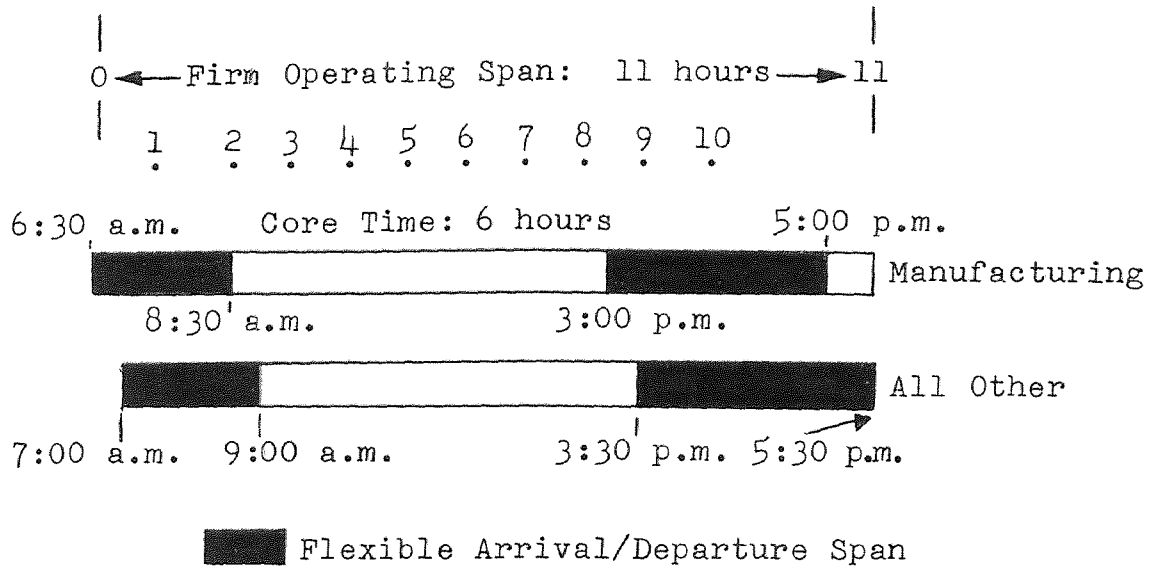 0 Firm Operating Span: 11 hours 11
1 2 3 4 5 6 7 8 9 10
6:30 a.m. Core Time: 6 hours 5:00 p.m.
Manufacturing
8:30 a.m. 3:00 p.m.
All Other
7:00 a.m. 9:00 a.m. 3:30 p.m. 5:30 p.m.
Flexible Arrival/Departure Span